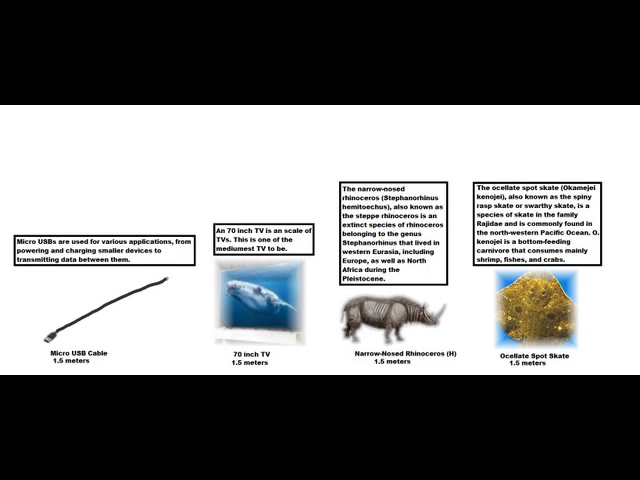 Micro USBs are used for various applications, from
powering and charging smaller devices to
transmitting data between them.
Micro USB Cable
1.5 meters
An 70 inch TV is an scale of
TVs. This is one of the
mediumest TV to be.
70 inch TV
1.5 meters
The narrow-nosed
rhinoceros (Stephanorhinus
hemitoechus), also known as
the steppe rhinoceros is an
extinct species of rhinoceros
belonging to the genus
Stephanorhinus that lived in
western Eurasia, including
Europe, as well as North
Africa during the
Pleistocene.
Narrow-Nosed Rhinoceros (H)
1.5 meters
The ocellate spot skate (Okamejei
kenojei), also known as the spiny
rasp skate or swarthy skate, is a
species of skate in the family
Rajidae and is commonly found in
the north-western Pacific Ocean. O.
kenojei is a bottom-feeding
carnivore that consumes mainly
shrimp, fishes, and crabs.
Ocellate Spot Skate
1.5 meters